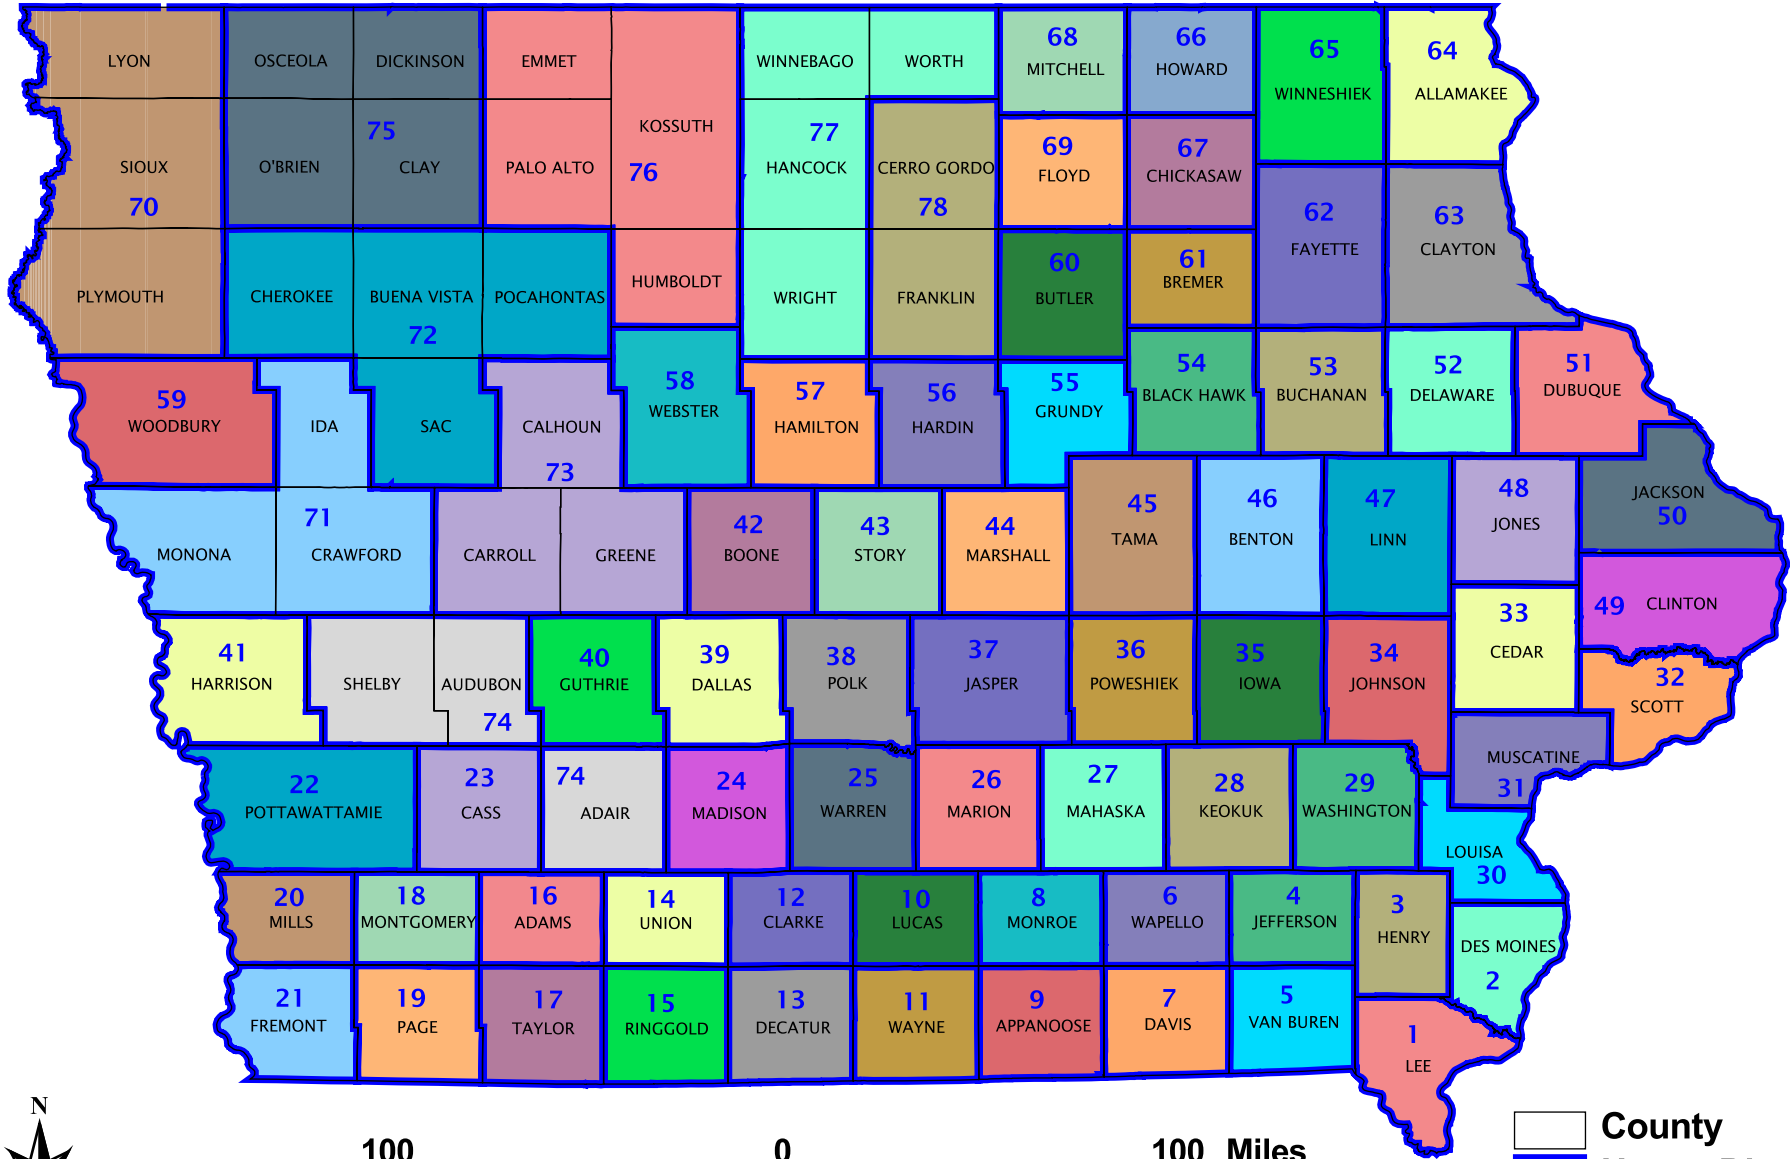 LYON
OSCEOLA
DICKINSON
EMMET
WINNEBAGO
WORTH
68
MITCHELL
66
HOWARD
65
WINNESHIEK
64
ALLAMAKEE
SIOUX
70
O'BRIEN
75
CLAY
PALO ALTO
KOSSUTH
76
77
HANCOCK
CERRO GORDO
78
69
FLOYD
67
CHICKASAW
62
FAYETTE
63
CLAYTON
PLYMOUTH
CHEROKEE
BUENA VISTA
72
POCAHONTAS
HUMBOLDT
WRIGHT
FRANKLIN
60
BUTLER
61
BREMER
59
WOODBURY
IDA
SAC
CALHOUN
73
58
WEBSTER
57
HAMILTON
56
HARDIN
55
GRUNDY
54
BLACK HAWK
53
BUCHANAN
52
DELAWARE
51
DUBUQUE
MONONA
71
CRAWFORD
CARROLL
GREENE
42
BOONE
43
STORY
44
MARSHALL
45
TAMA
46
BENTON
47
LINN
48
JONES
JACKSON
50
49 CLINTON
41
HARRISON
SHELBY
AUDUBON
74
40
GUTHRIE
39
DALLAS
38
POLK
37
JASPER
36
POWESHIEK
35
IOWA
34
JOHNSON
33
CEDAR
32
SCOTT
MUSCATINE
31
22
POTTAWATTAMIE
23
CASS
74
ADAIR
24
MADISON
25
WARREN
26
MARION
27
MAHASKA
28
KEOKUK
29
WASHINGTON
LOUISA
30
20
MILLS
18
MONTGOMERY
16
ADAMS
14
UNION
12
CLARKE
10
LUCAS
8
MONROE
6
WAPELLO
4
JEFFERSON
3
HENRY
DES MOINES
2
21
FREMONT
19
PAGE
17
TAYLOR
15
RINGGOLD
13
DECATUR
11
WAYNE
9
APPANOOSE
7
DAVIS
5
VAN BUREN
1
LEE
N
100 0 100 Miles
County